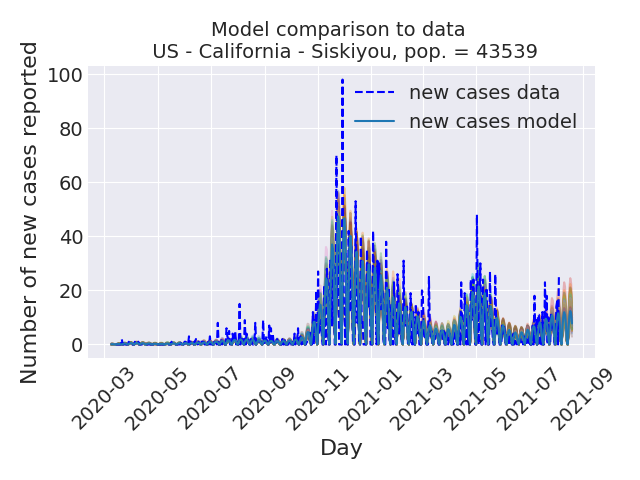 Model comparison to data
US - California - Siskiyou, pop. = 43539
Number of new cases reported
100
80
60
40
20
0
new cases data
new cases model
2020-03
2020-05
2020-07
2020-09
2020-11
2021-01
2021-03
2021-05
2021-07
2021-09
Day